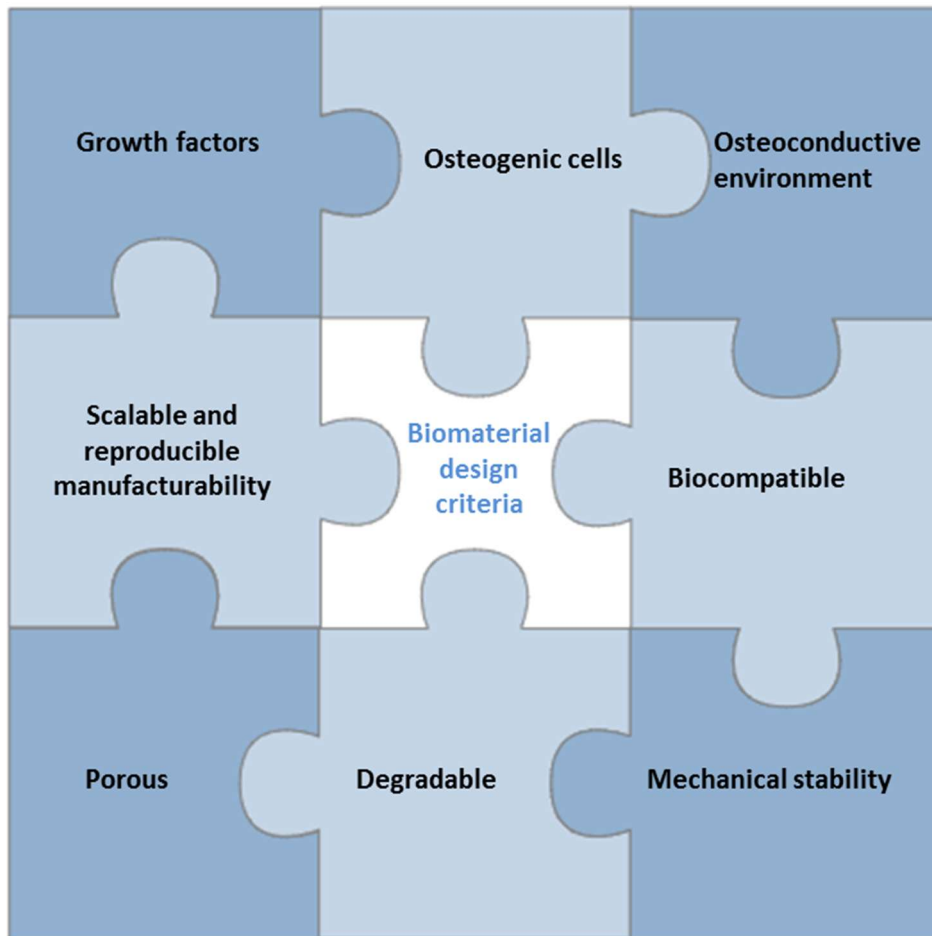 Growth factors
Osteogenic cells
Osteoconductive
environment
Scalable and
reproducible
manufacturability
Biomaterial
design
criteria
Biocompatible
Porous
Degradable
Mechanical stability